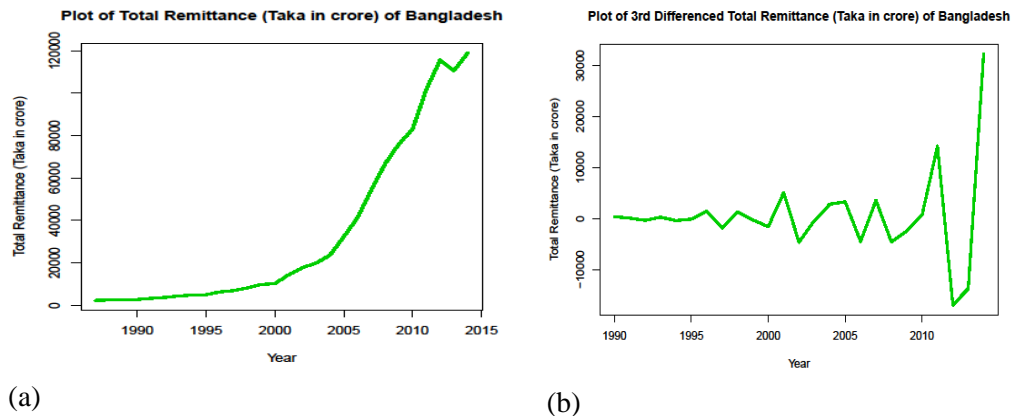 Plot of Total Remittance (Taka in crore) of Bangladesh
Total Remittance (Taka in crore)
120000
80000
60000
40000
20000
0
1990 1995 2000 2005 2010 2015
Year
(a)
Plot of 3rd Differenced Total Remittance (Taka in crore) of Bangladesh
Total Remittance (Taka in crore)
30000
20000
10000
0
−10000
1990 1995 2000 2005 2010
Year
(b)